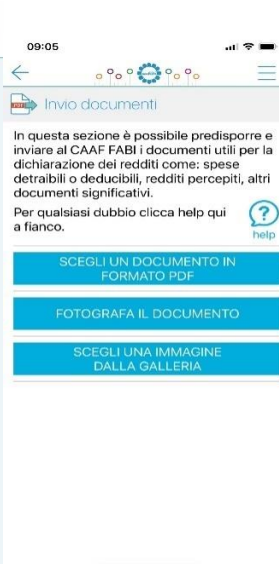 09:05
Invio documenti
In questa sezione è possibile predisporre e
inviare al CAAF FABI i documenti utili per la
dichiarazione dei redditi come: spese
detraibili o deducibili, redditi percepiti, altri
documenti significativi.
Per qualsiasi dubbio clicca help qui
a fianco.
?
help
SCEGLI UN DOCUMENTO IN
FORMATO PDF
FOTOGRAFA IL DOCUMENTO
SCEGLI UNA IMMAGINE
DALLA GALLERIA